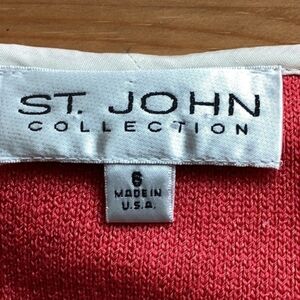 ST. JOHN
COLLECTION
6
MADE IN
U.S.A.